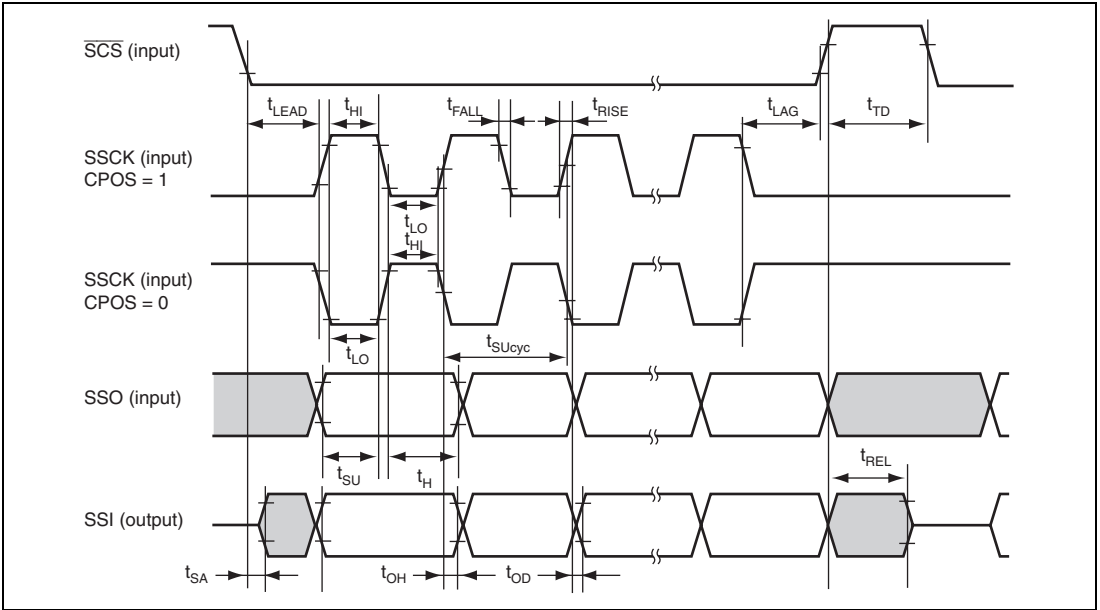 SCS (input)
tLEAD
tHI
tFALL
tRISE
tLAG
tTD
SSCK (input)
CPOS = 1
tLO
tHI
SSCK (input)
CPOS = 0
tLO
tSUcyc
SSO (input)
tSU
tH
tREL
SSI (output)
tSA
tOH
tOD